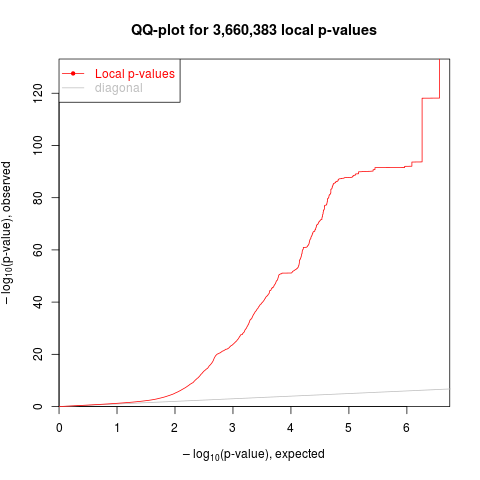 QQ-plot for 3,660,383 local p-values
Local p-values
diagonal
120
100
80
60
40
20
0
− log10(p-value), observed
0 1 2 3 4 5 6
− log10(p-value), expected